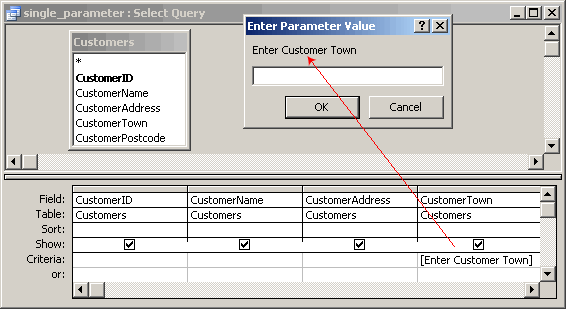 single_parameter : Select Query
Customers
*
CustomerID
CustomerName
CustomerAddress
CustomerTown
CustomerPostcode
Enter Parameter Value
?
Enter Customer Town
OK
Cancel
Field: CustomerID CustomerName CustomerAddress CustomerTown
Table: Customers Customers Customers Customers
Sort:
Show:
Criteria: [Enter Customer Town]
or: